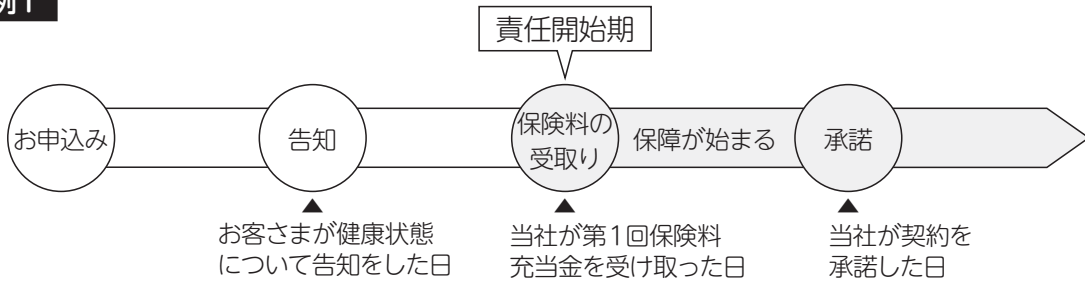 例1
責任開始期
お申込み
告知
保険料の
受取り
保障が始まる
承諾
お客さまが健康状態
について告知をした日
当社が第1回保険料
充当金を受け取った日
当社が契約を
承諾した日